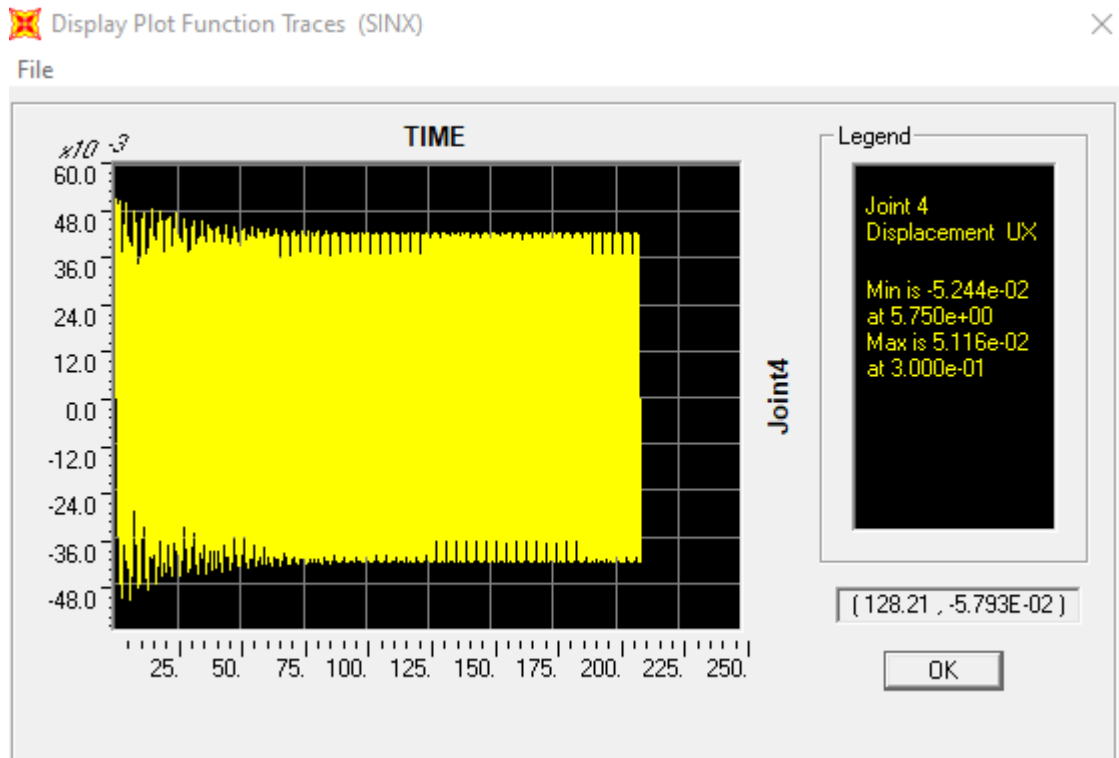 Display Plot Function Traces (SINX)
File
TIME
x10 -3
60.0
48.0
36.0
24.0
12.0
0.0
-12.0
-24.0
-36.0
-48.0
25. 50. 75. 100. 125. 150. 175. 200. 225. 250.
Joint4
Legend
Joint 4
Displacement UX
Min is -5.244e-02
at 5.750e+00
Max is 5.116e-02
at 3.000e-01
( 128.21 , -5.793E-02 )
OK